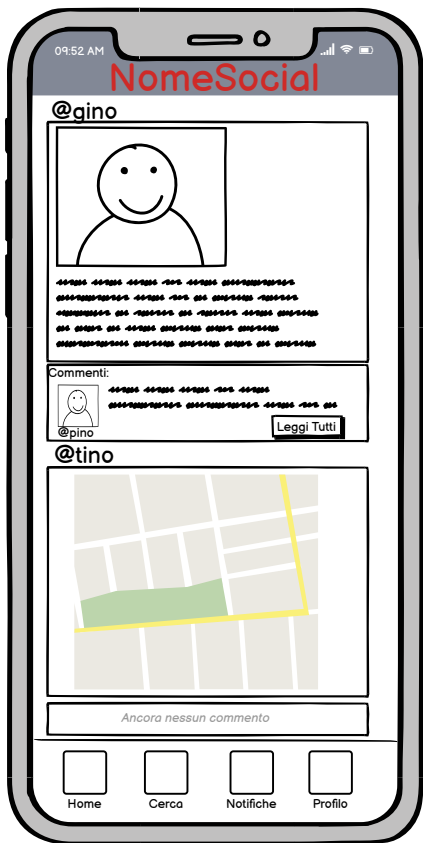 09:52 AM
NomeSocial
@gino
Commenti:
@pino
Leggi Tutti
@tino
Ancora nessun commento
Home
Cerca
Notifiche
Profilo